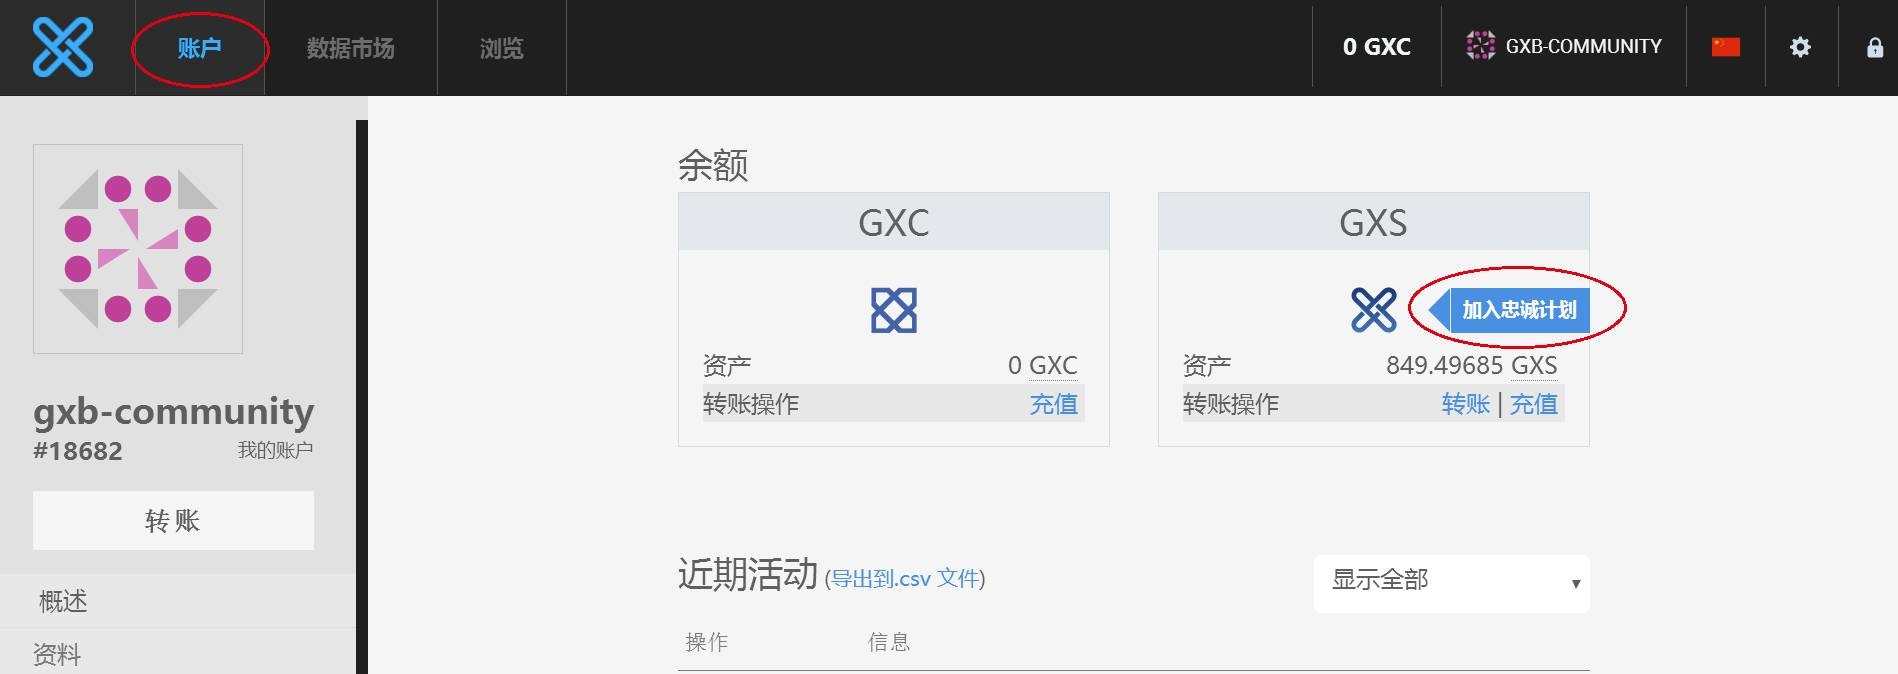 账户
数据市场
浏览
0 GXC
GXB-COMMUNITY
gxb-community
#18682
我的账户
转账
概述
资料
余额
GXC
资产
0 GXC
转账操作
充值
GXS
加入忠诚计划
资产
849.49685 GXS
转账操作
转账 | 充值
近期活动 (导出到.csv 文件)
显示全部
操作
信息